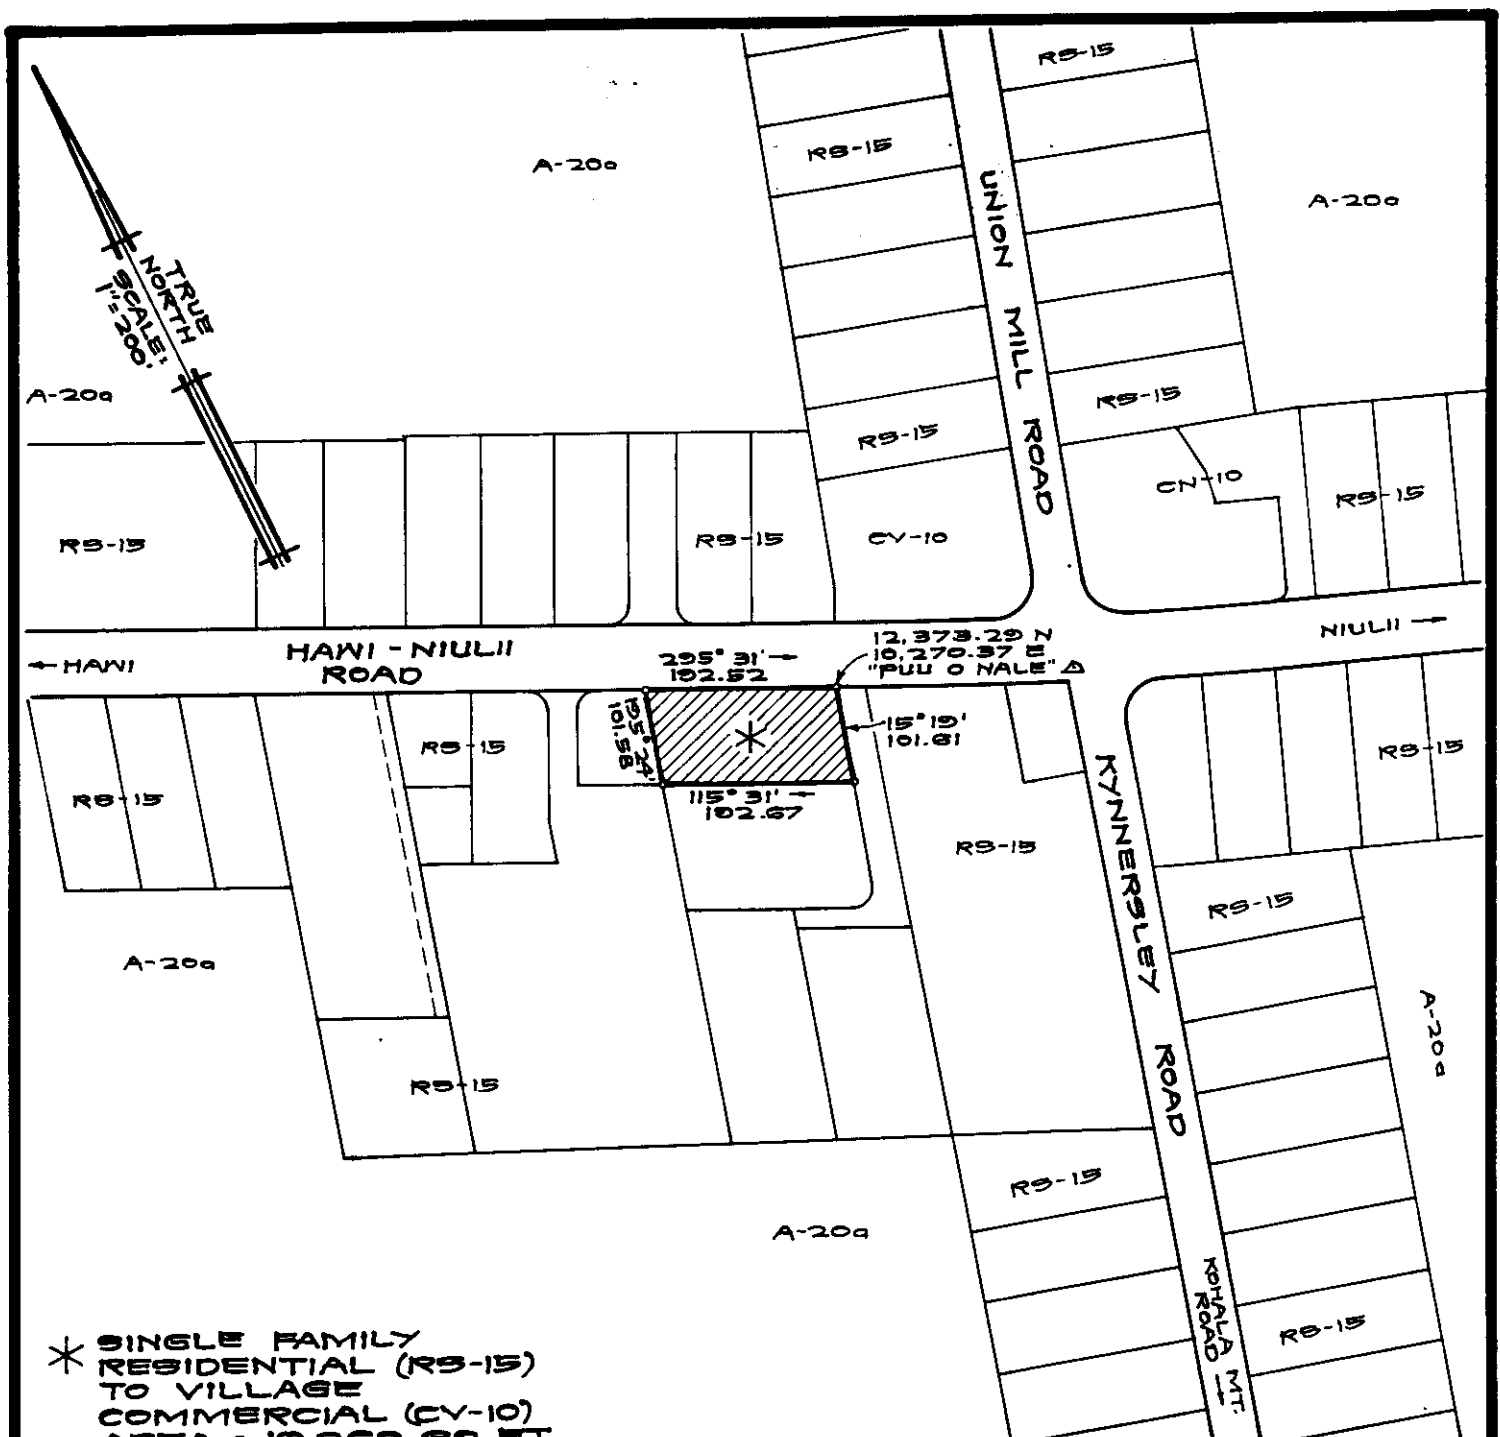 RS-15
RS-15
A-20a
A-20a
UNION MILL ROAD
TRUE
NORTH
SCALE:
1"=200'
A-20a
RS-15
RS-15
CN-10
RS-15
RS-15
RS-15
CV-10
← HAWI
HAWI - NIULII
ROAD
295° 31' →
192.52
12,373.29 N
10,270.37 E
"PUU O NALE" △
NIULII →
195° 24'
101.58
15° 19'
101.61
115° 31' ←
192.67
RS-15
RS-15
RS-15
RS-15
KYNNERSLEY ROAD
RS-15
A-20a
A-20a
RS-15
RS-15
A-20a
KOHALA MT.
ROAD →
RS-15
* SINGLE FAMILY
RESIDENTIAL (RS-15)
TO VILLAGE
COMMERCIAL (CV-10)